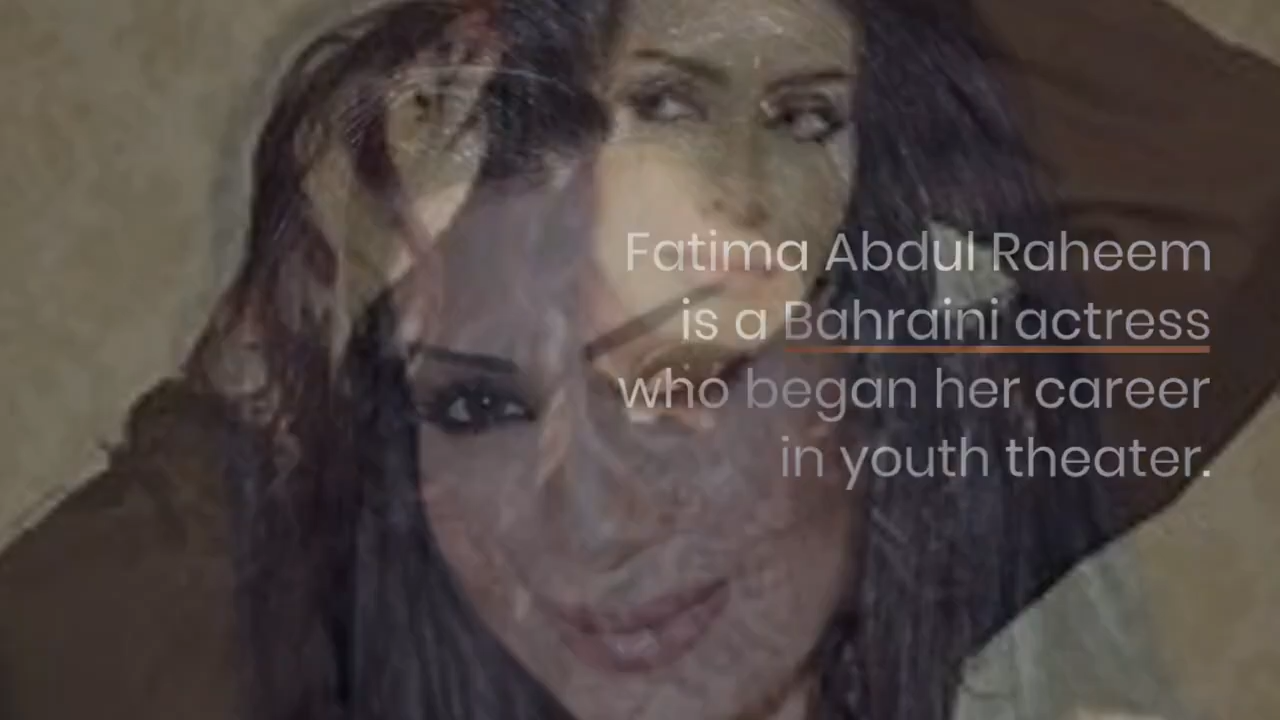 Fatima Abdul Raheem
is a Bahraini actress
who began her career
in youth theater.